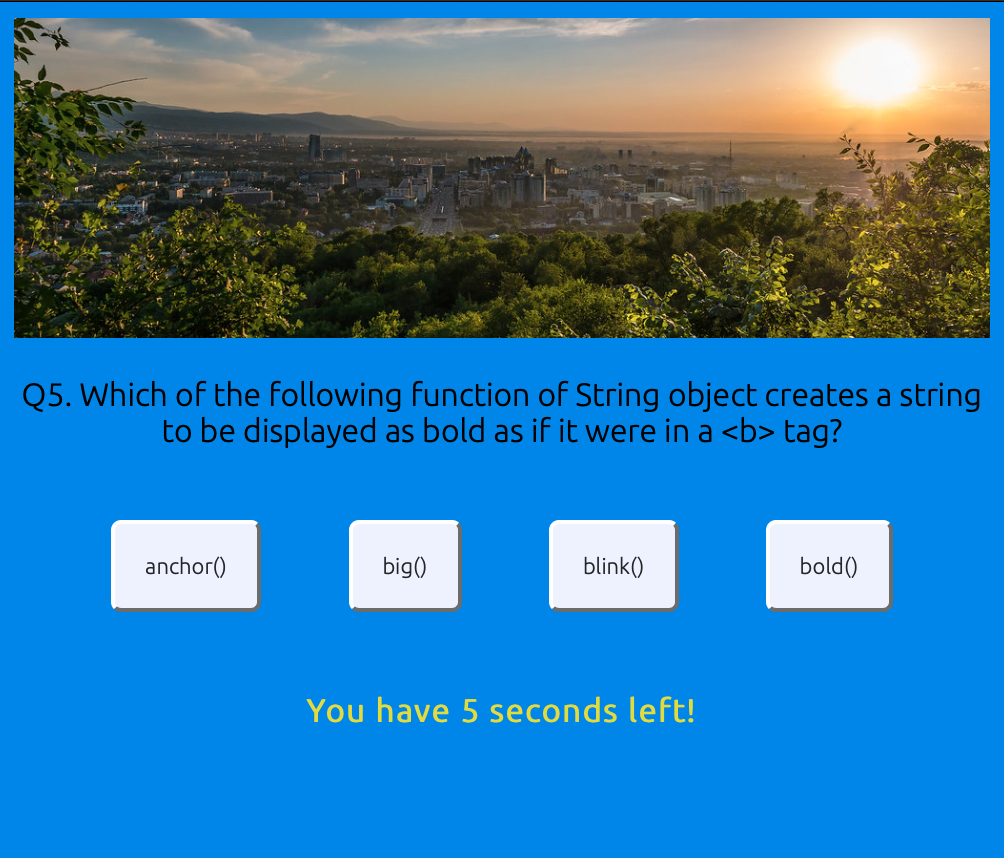 Q5. Which of the following function of String object creates a string
to be displayed as bold as if it were in a <b> tag?
anchor()
big()
blink()
bold()
You have 5 seconds left!